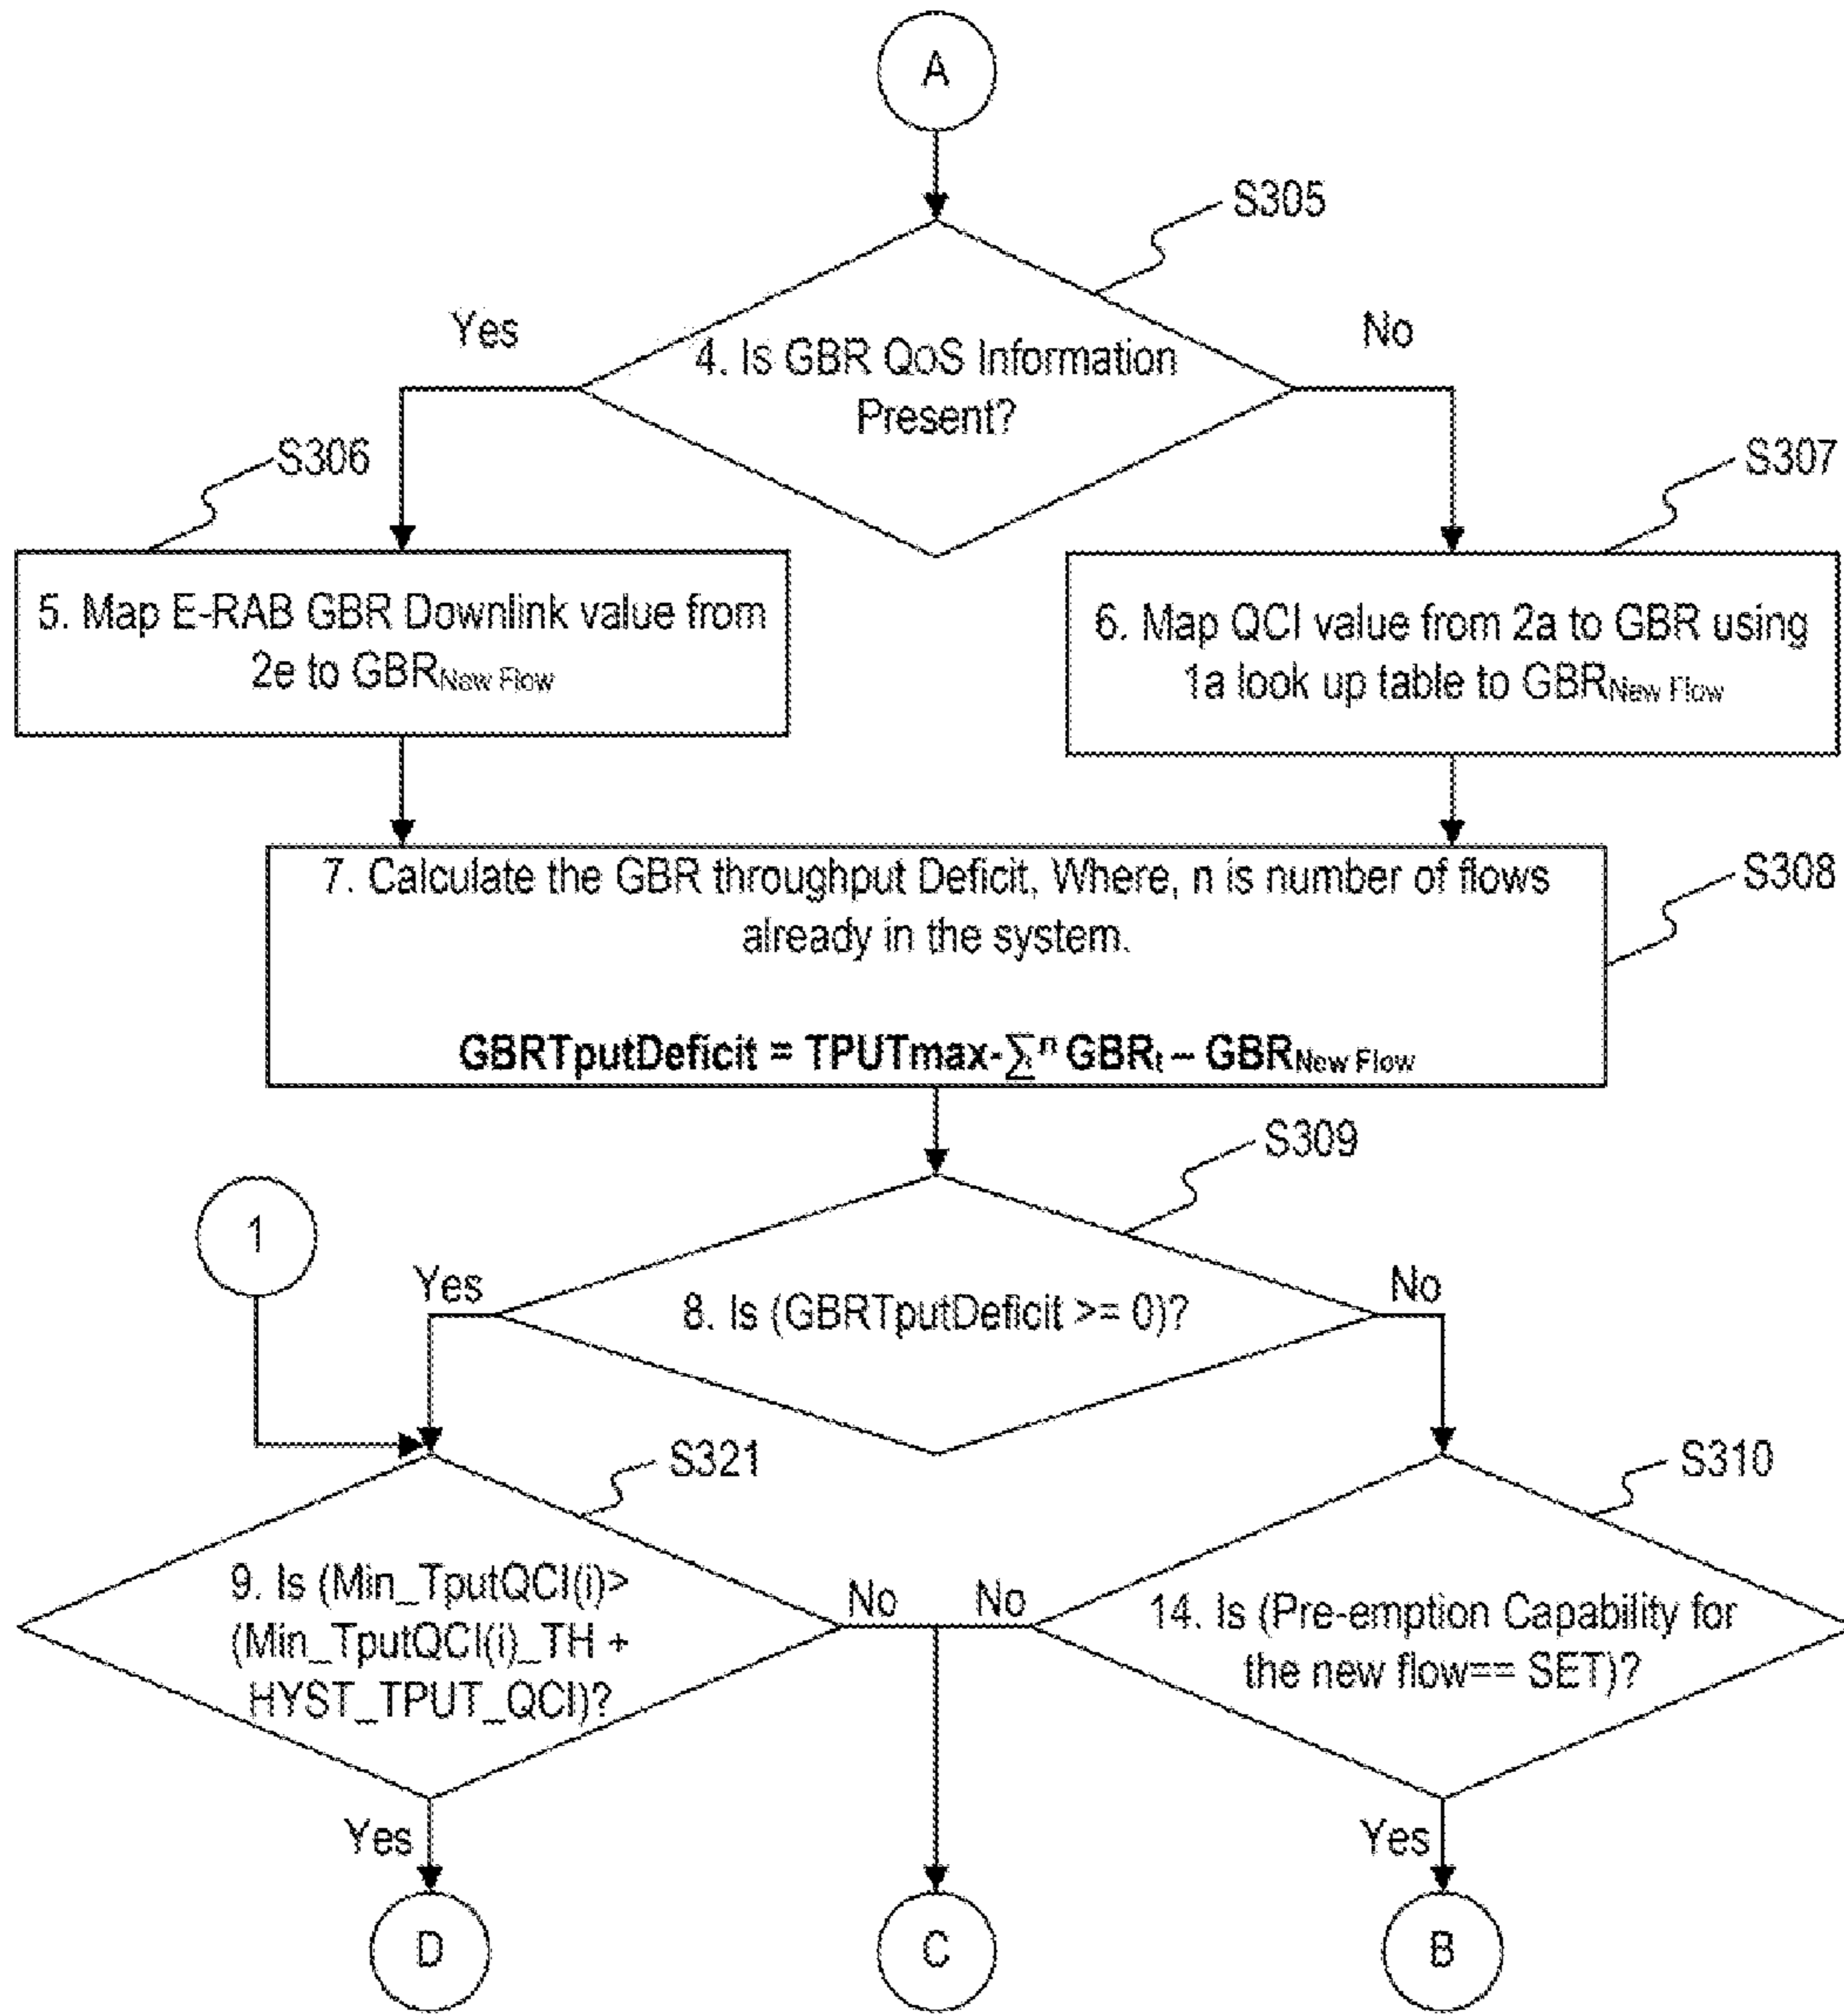 A
S305
Yes
No
4. Is GBR QoS Information
Present?
S306
S307
5. Map E-RAB GBR Downlink value from
2e to GBRNew Flow
6. Map QCI value from 2a to GBR using
1a look up table to GBRNew Flow
7. Calculate the GBR throughput Deficit, Where, n is number of flows
already in the system.
S308
GBRTputDeficit = TPUTmax-∑ⁿ GBRₜ – GBRNew Flow
S309
1
Yes
No
8. Is (GBRTputDeficit >= 0)?
S321
S310
9. Is (Min_TputQCI(i)>
(Min_TputQCI(i)_TH +
HYST_TPUT_QCI)?
No
No
14. Is (Pre-emption Capability for
the new flow== SET)?
Yes
Yes
D
C
B